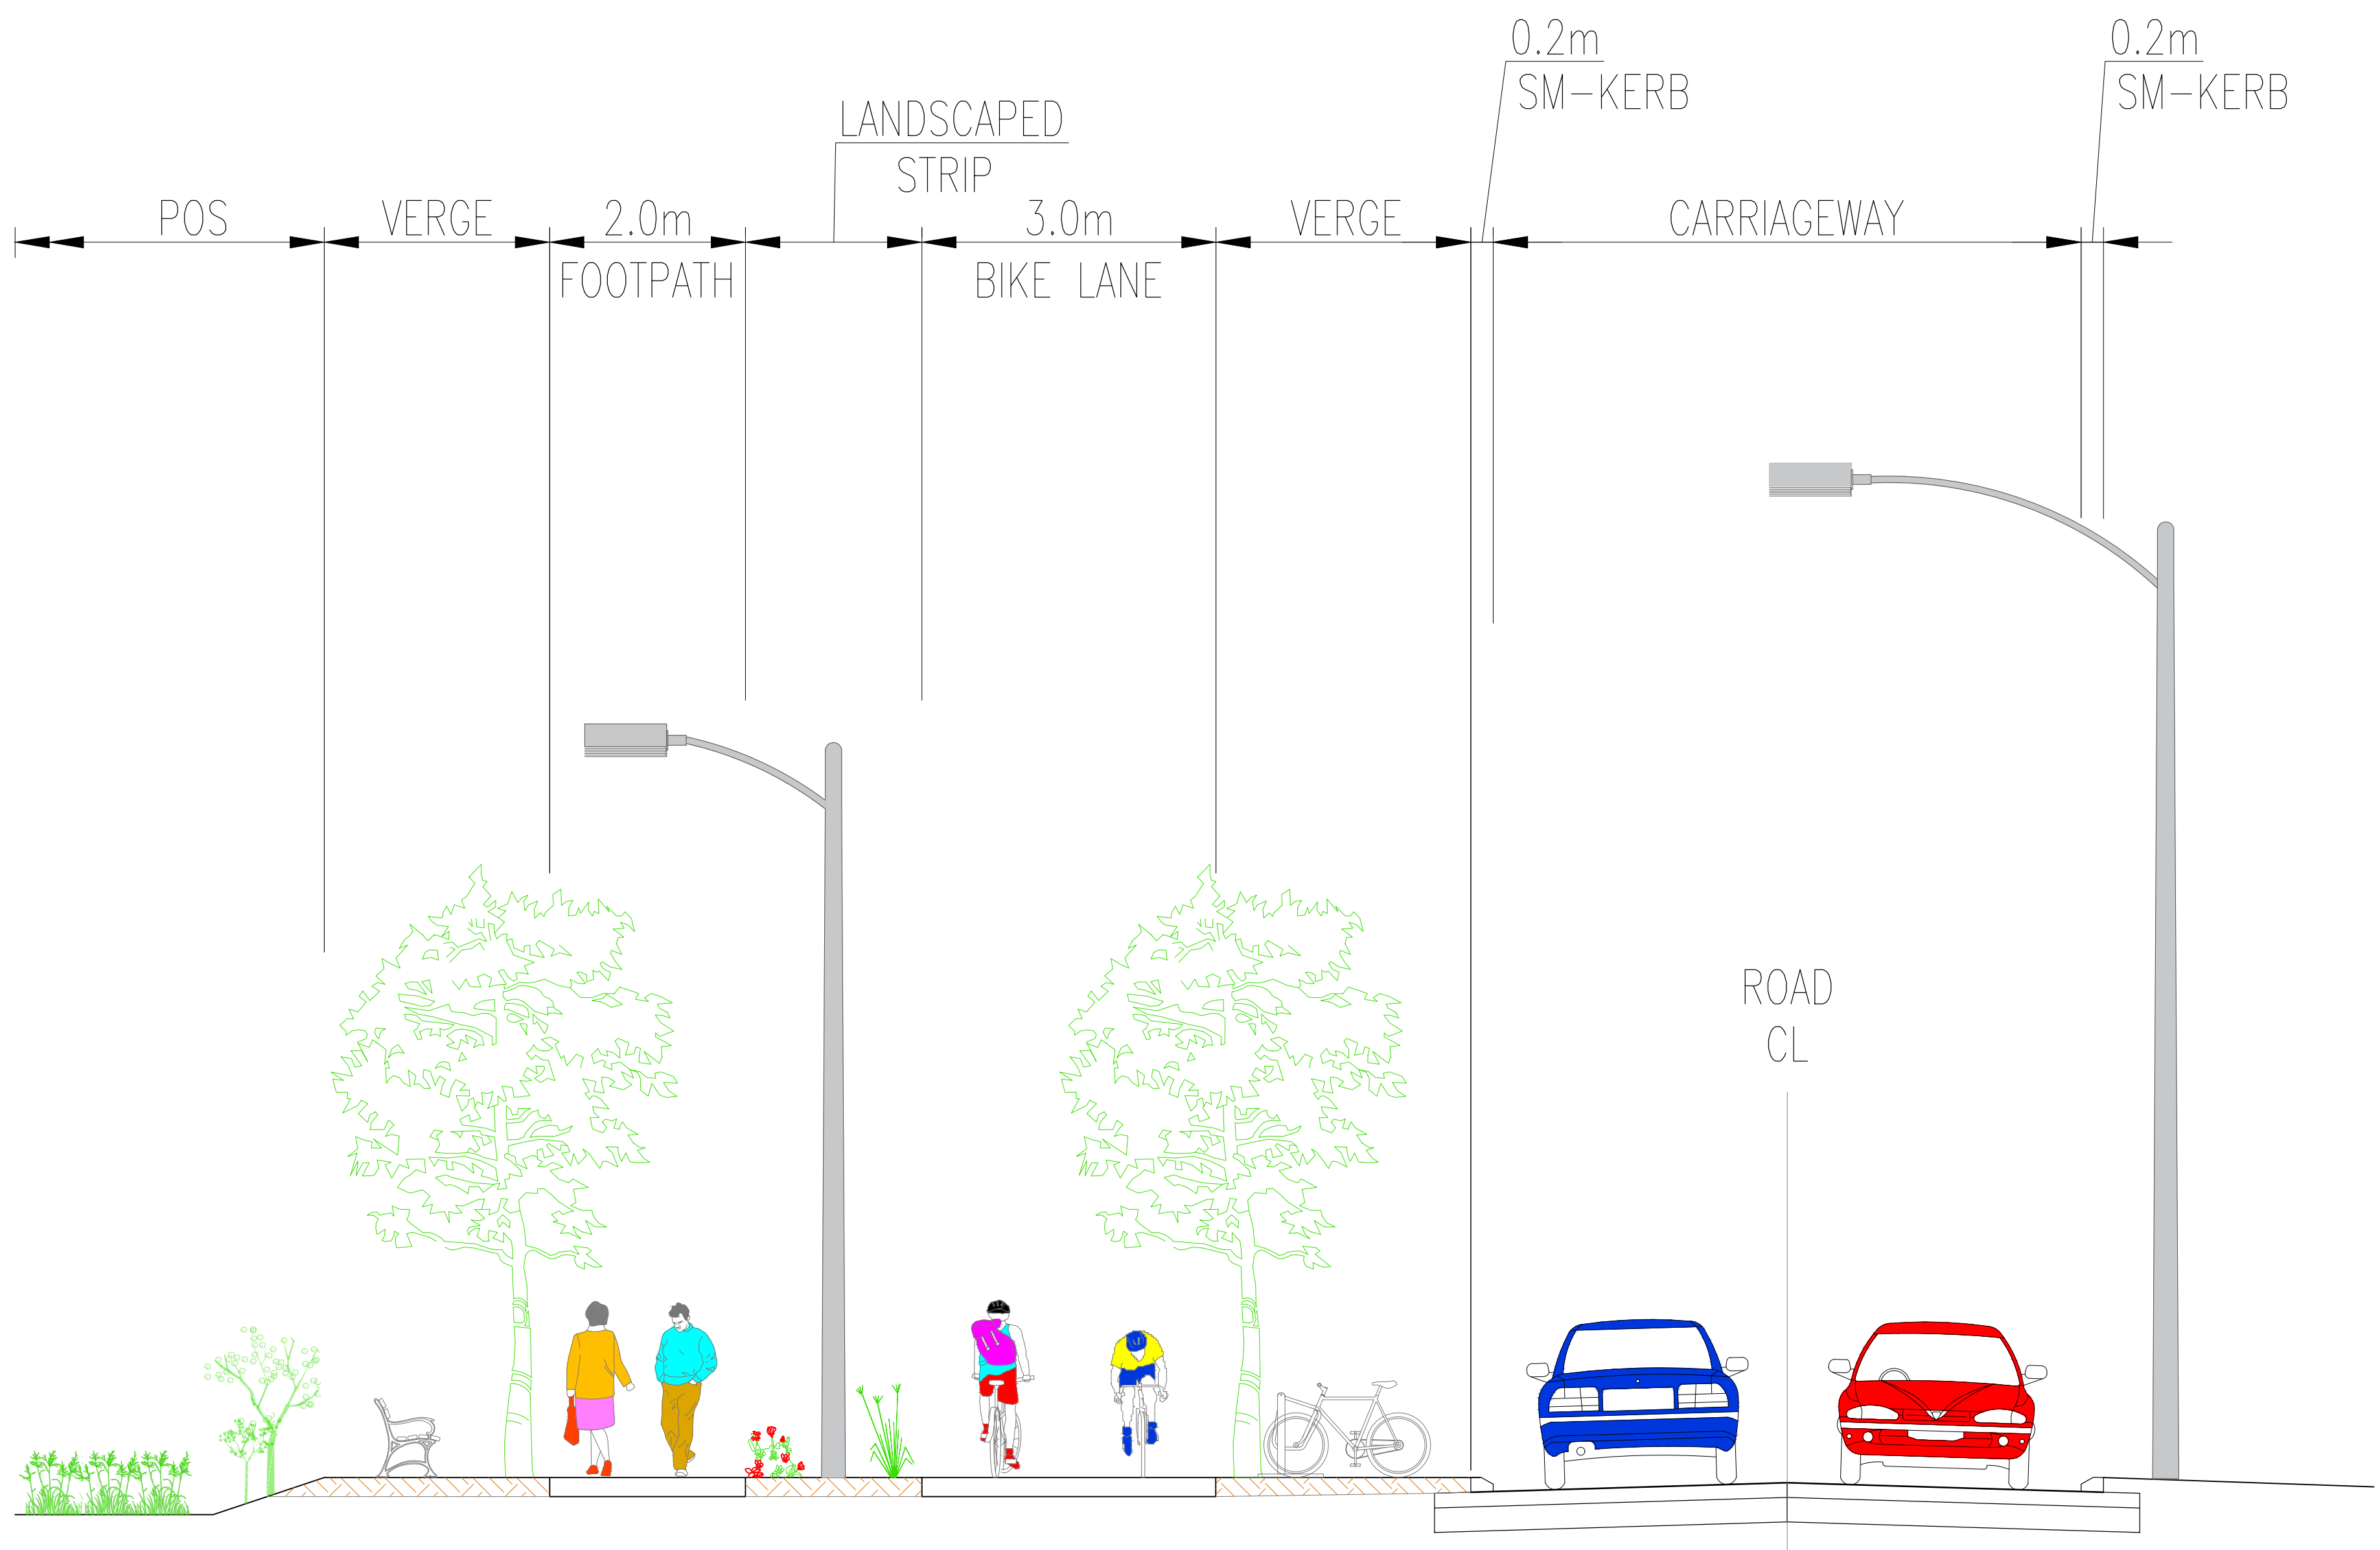 0.2m
SM-KERB
0.2m
SM-KERB
LANDSCAPED
STRIP
POS
VERGE
2.0m
FOOTPATH
3.0m
BIKE LANE
VERGE
CARRIAGEWAY
ROAD
CL